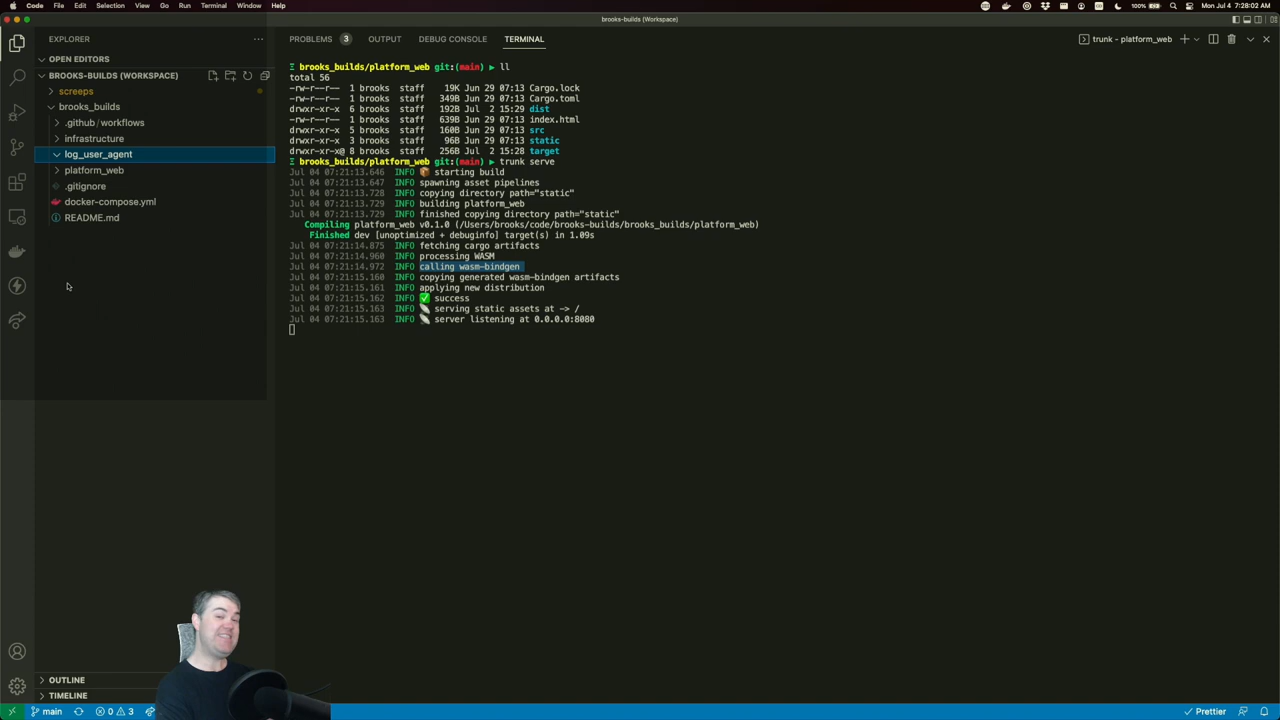 Code File Edit Selection View Go Run Terminal Window Help 100% Mon Jul 4 7:28:02 AM
brooks-builds (Workspace)
EXPLORER
OPEN EDITORS
BROOKS-BUILDS (WORKSPACE)
screeps
brooks_builds
.github/workflows
infrastructure
log_user_agent
platform_web
.gitignore
docker-compose.yml
README.md
OUTLINE
TIMELINE
PROBLEMS 3 OUTPUT DEBUG CONSOLE TERMINAL trunk - platform_web
Ξ brooks_builds/platform_web git:(main) ▶ ll
total 56
-rw-r--r-- 1 brooks staff 19K Jun 29 07:13 Cargo.lock
-rw-r--r-- 1 brooks staff 349B Jun 29 07:13 Cargo.toml
drwxr-xr-x 6 brooks staff 192B Jul 2 15:29 dist
-rw-r--r-- 1 brooks staff 639B Jun 29 07:13 index.html
drwxr-xr-x 5 brooks staff 160B Jun 29 07:13 src
drwxr-xr-x 3 brooks staff 96B Jun 29 07:13 static
drwxr-xr-x@ 8 brooks staff 256B Jul 2 15:28 target
Ξ brooks_builds/platform_web git:(main) ▶ trunk serve
Jul 04 07:21:13.646 INFO 📦 starting build
Jul 04 07:21:13.647 INFO spawning asset pipelines
Jul 04 07:21:13.728 INFO copying directory path="static"
Jul 04 07:21:13.729 INFO building platform_web
Jul 04 07:21:13.729 INFO finished copying directory path="static"
Compiling platform_web v0.1.0 (/Users/brooks/code/brooks-builds/brooks_builds/platform_web)
Finished dev [unoptimized + debuginfo] target(s) in 1.09s
Jul 04 07:21:14.875 INFO fetching cargo artifacts
Jul 04 07:21:14.960 INFO processing WASM
Jul 04 07:21:14.972 INFO calling wasm-bindgen
Jul 04 07:21:15.160 INFO copying generated wasm-bindgen artifacts
Jul 04 07:21:15.161 INFO applying new distribution
Jul 04 07:21:15.162 INFO ✅ success
Jul 04 07:21:15.163 INFO 📡 serving static assets at -> /
Jul 04 07:21:15.163 INFO 📡 server listening at 0.0.0.0:8080
main 0 3 Prettier